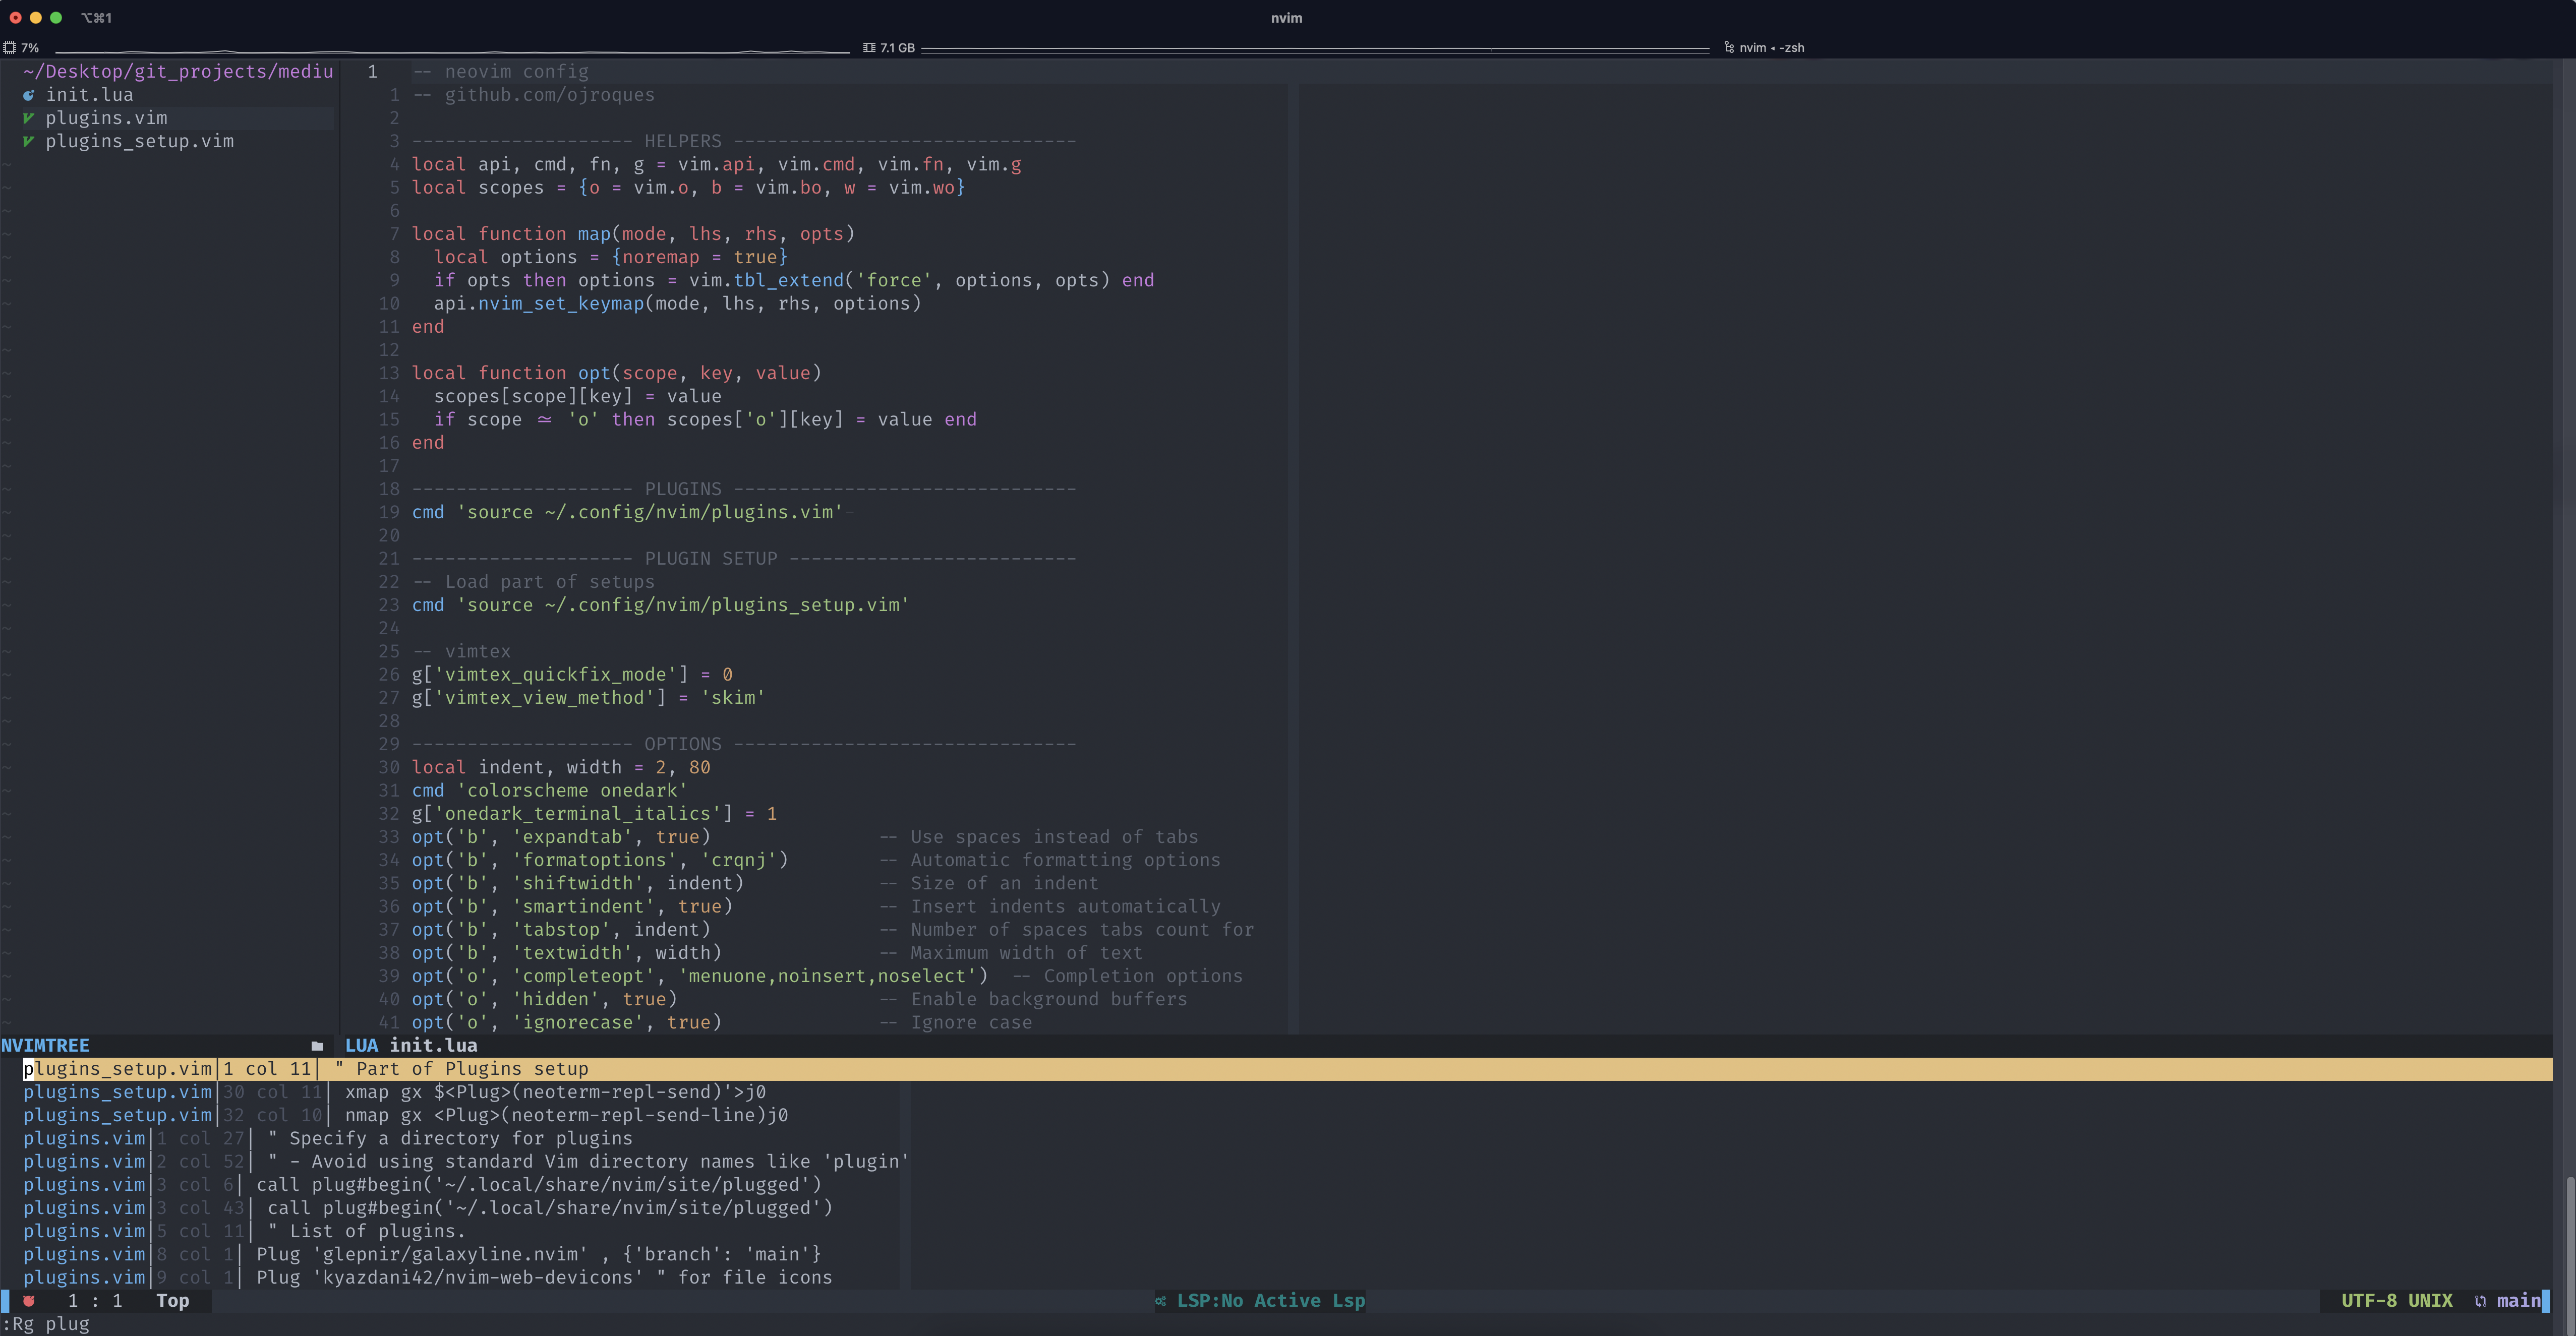 ⌥⌘1
nvim
7%
7.1 GB
nvim ◂ -zsh
~/Desktop/git_projects/mediu
init.lua
plugins.vim
plugins_setup.vim
1 -- neovim config
1 -- github.com/ojroques
2
3 -------------------- HELPERS -------------------------------
4 local api, cmd, fn, g = vim.api, vim.cmd, vim.fn, vim.g
5 local scopes = {o = vim.o, b = vim.bo, w = vim.wo}
6
7 local function map(mode, lhs, rhs, opts)
8   local options = {noremap = true}
9   if opts then options = vim.tbl_extend('force', options, opts) end
10   api.nvim_set_keymap(mode, lhs, rhs, options)
11 end
12
13 local function opt(scope, key, value)
14   scopes[scope][key] = value
15   if scope ≃ 'o' then scopes['o'][key] = value end
16 end
17
18 -------------------- PLUGINS -------------------------------
19 cmd 'source ~/.config/nvim/plugins.vim'-
20
21 -------------------- PLUGIN SETUP --------------------------
22 -- Load part of setups
23 cmd 'source ~/.config/nvim/plugins_setup.vim'
24
25 -- vimtex
26 g['vimtex_quickfix_mode'] = 0
27 g['vimtex_view_method'] = 'skim'
28
29 -------------------- OPTIONS -------------------------------
30 local indent, width = 2, 80
31 cmd 'colorscheme onedark'
32 g['onedark_terminal_italics'] = 1
33 opt('b', 'expandtab', true)               -- Use spaces instead of tabs
34 opt('b', 'formatoptions', 'crqnj')        -- Automatic formatting options
35 opt('b', 'shiftwidth', indent)            -- Size of an indent
36 opt('b', 'smartindent', true)             -- Insert indents automatically
37 opt('b', 'tabstop', indent)               -- Number of spaces tabs count for
38 opt('b', 'textwidth', width)              -- Maximum width of text
39 opt('o', 'completeopt', 'menuone,noinsert,noselect')  -- Completion options
40 opt('o', 'hidden', true)                  -- Enable background buffers
41 opt('o', 'ignorecase', true)              -- Ignore case
NVIMTREE
LUA init.lua
plugins_setup.vim|1 col 11| " Part of Plugins setup
plugins_setup.vim|30 col 11| xmap gx $<Plug>(neoterm-repl-send)'>j0
plugins_setup.vim|32 col 10| nmap gx <Plug>(neoterm-repl-send-line)j0
plugins.vim|1 col 27| " Specify a directory for plugins
plugins.vim|2 col 52| " - Avoid using standard Vim directory names like 'plugin'
plugins.vim|3 col 6| call plug#begin('~/.local/share/nvim/site/plugged')
plugins.vim|3 col 43| call plug#begin('~/.local/share/nvim/site/plugged')
plugins.vim|5 col 11| " List of plugins.
plugins.vim|8 col 1| Plug 'glepnir/galaxyline.nvim' , {'branch': 'main'}
plugins.vim|9 col 1| Plug 'kyazdani42/nvim-web-devicons' " for file icons
1 : 1 Top
LSP:No Active Lsp
UTF-8 UNIX
main
:Rg plug